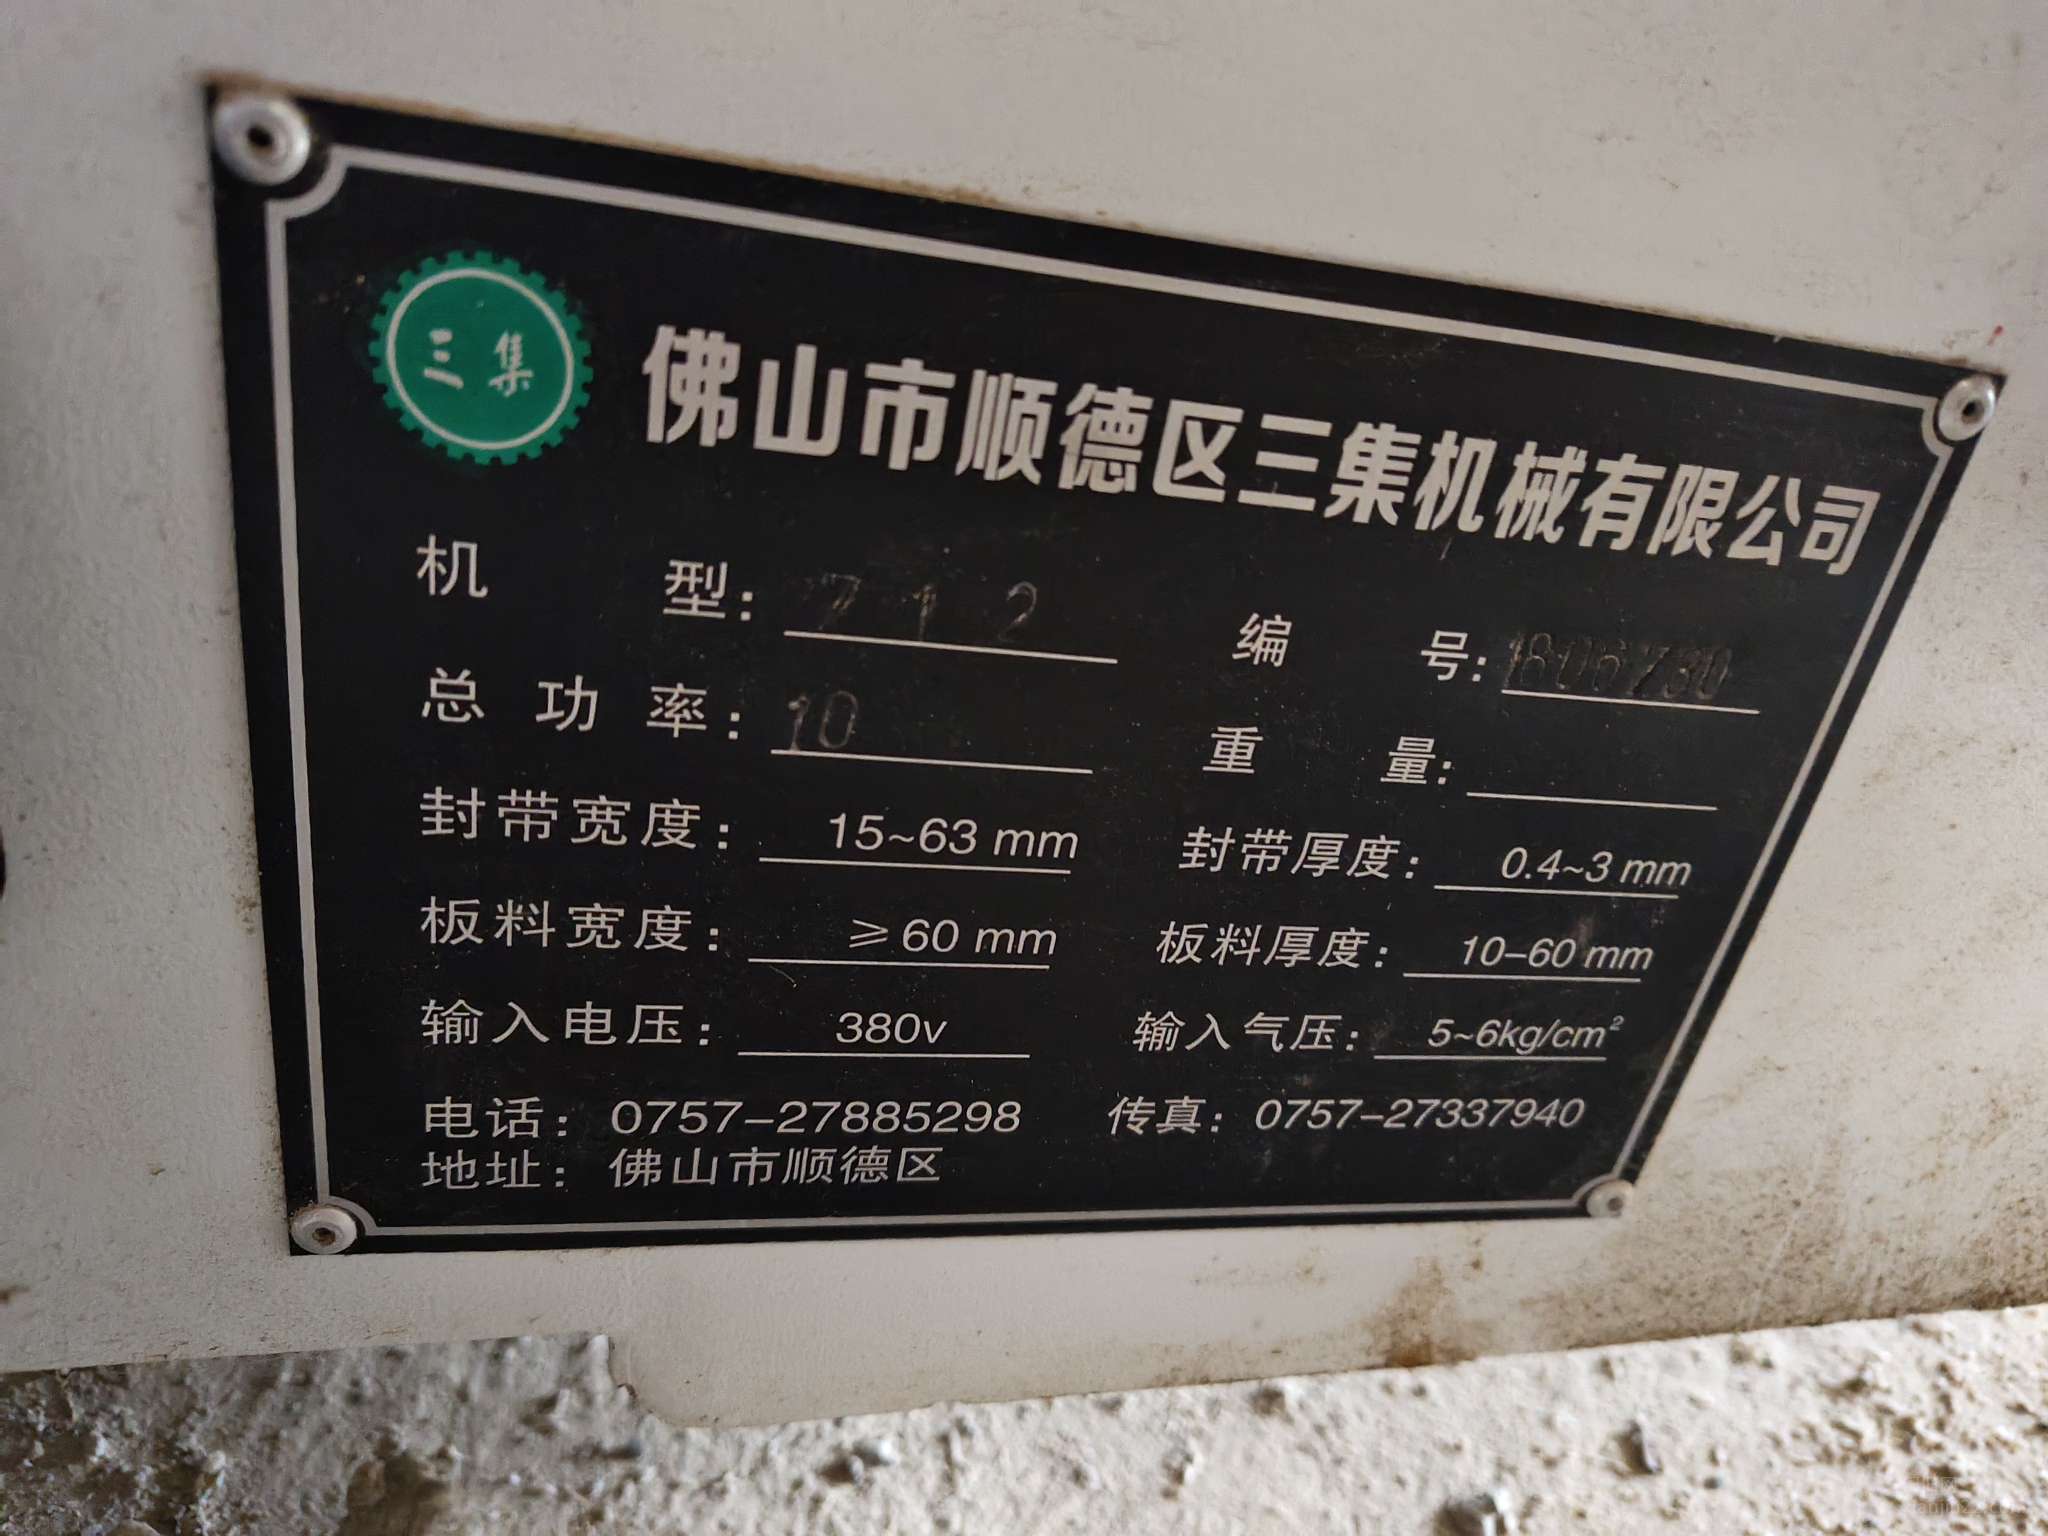 三集
佛山市顺德区三集机械有限公司
机 型: 712 编 号: 1806730
总 功 率: 10 重 量:
封带宽度: 15~63 mm 封带厚度: 0.4~3 mm
板料宽度: ≥60 mm 板料厚度: 10-60 mm
输入电压: 380v 输入气压: 5~6kg/cm²
电话: 0757-27885298 传真: 0757-27337940
地址: 佛山市顺德区